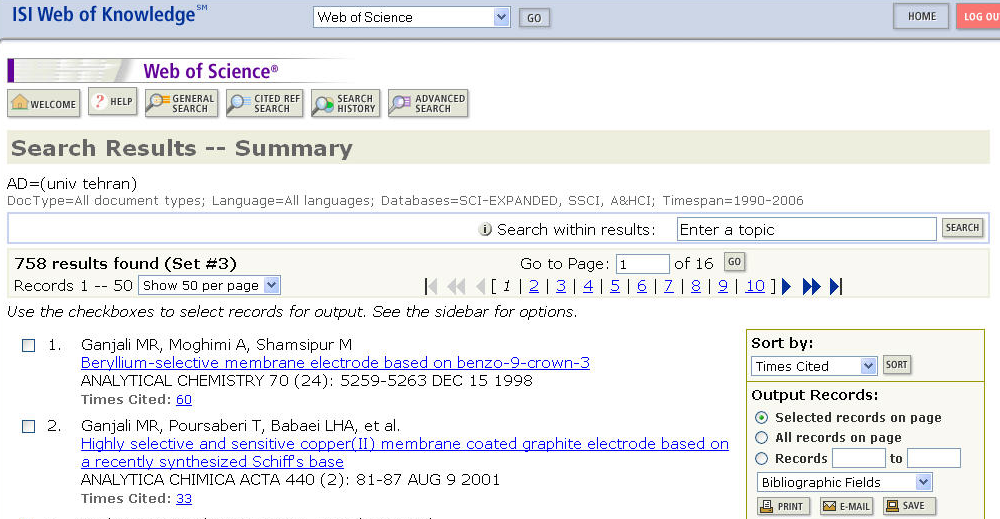 ISI Web of Knowledge SM
Web of Science
GO
HOME
LOG OU
Web of Science®
WELCOME
? HELP
GENERAL SEARCH
CITED REF SEARCH
SEARCH HISTORY
ADVANCED SEARCH
Search Results -- Summary
AD=(univ tehran)
DocType=All document types; Language=All languages; Databases=SCI-EXPANDED, SSCI, A&HCI; Timespan=1990-2006
i Search within results: Enter a topic SEARCH
758 results found (Set #3)
Go to Page: 1 of 16 GO
Records 1 -- 50 Show 50 per page
[ 1 | 2 | 3 | 4 | 5 | 6 | 7 | 8 | 9 | 10 ]
Use the checkboxes to select records for output. See the sidebar for options.
1. Ganjali MR, Moghimi A, Shamsipur M
Beryllium-selective membrane electrode based on benzo-9-crown-3
ANALYTICAL CHEMISTRY 70 (24): 5259-5263 DEC 15 1998
Times Cited: 60
2. Ganjali MR, Poursaberi T, Babaei LHA, et al.
Highly selective and sensitive copper(II) membrane coated graphite electrode based on
a recently synthesized Schiff's base
ANALYTICA CHIMICA ACTA 440 (2): 81-87 AUG 9 2001
Times Cited: 33
Sort by:
Times Cited SORT
Output Records:
Selected records on page
All records on page
Records to
Bibliographic Fields
PRINT E-MAIL SAVE